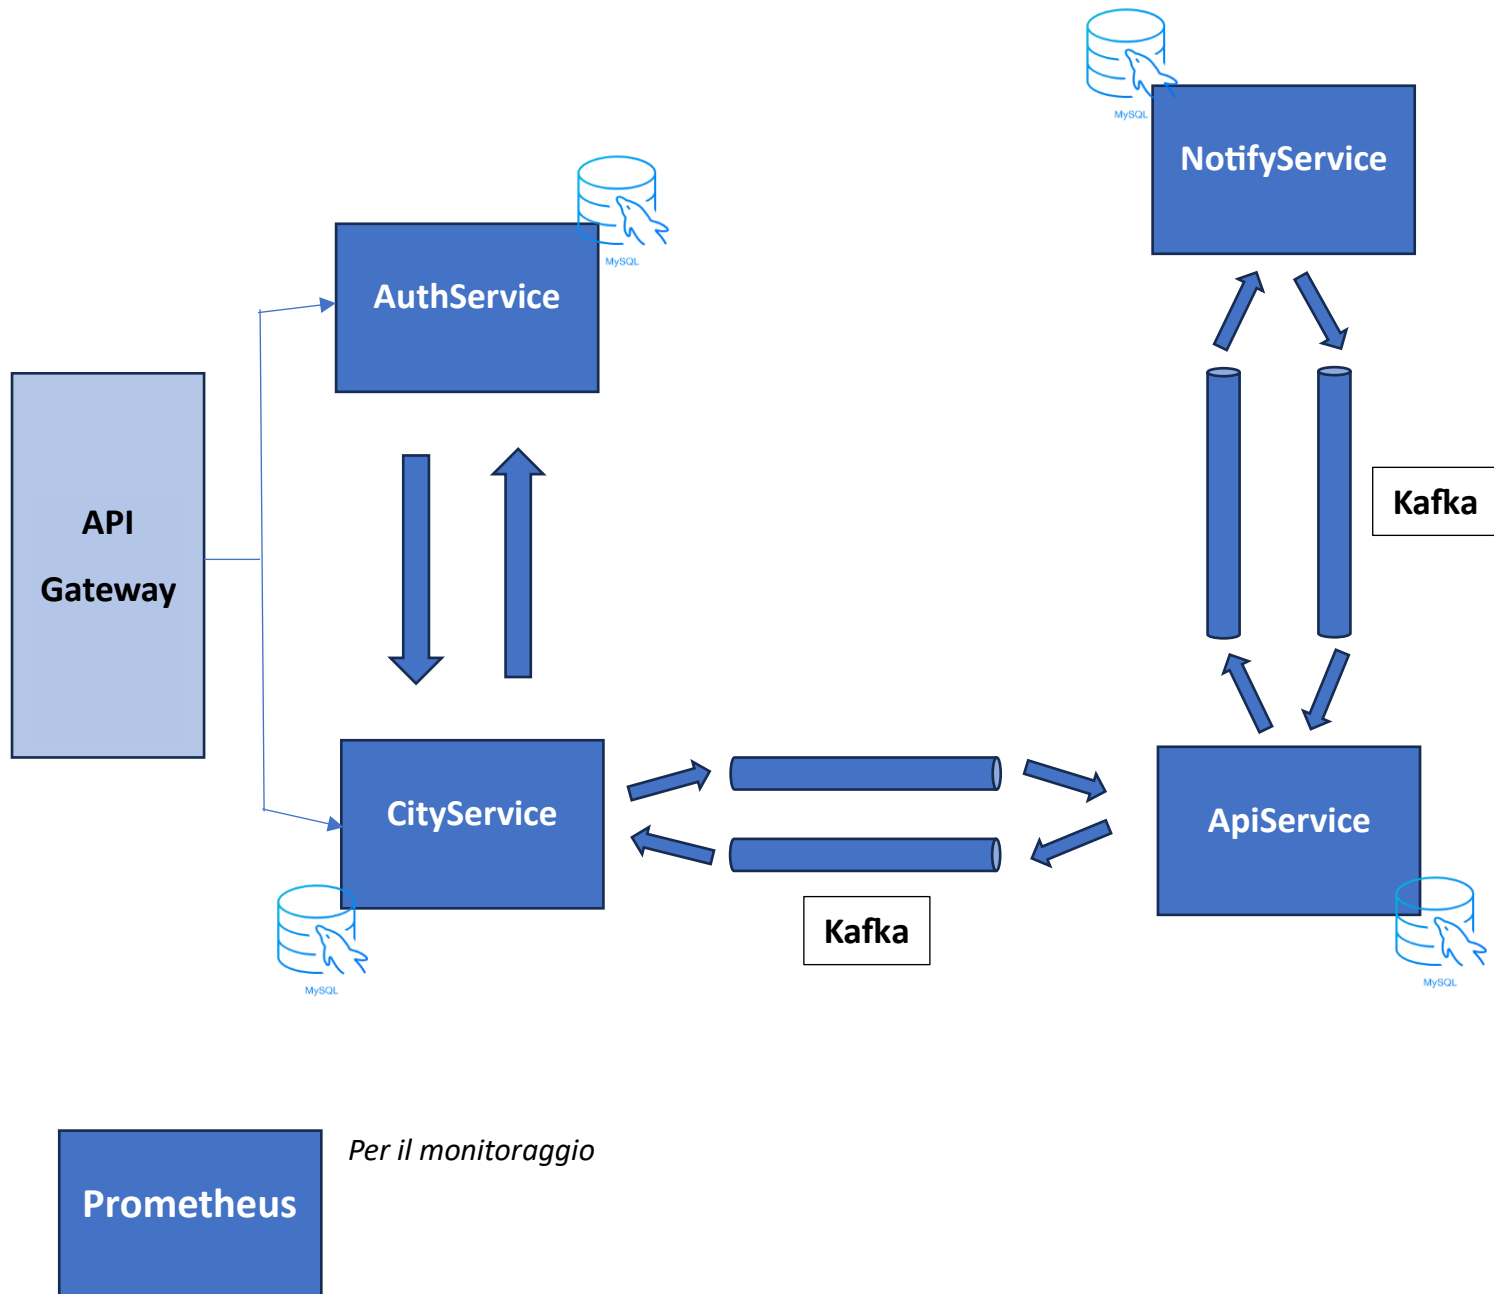 MySQL
NotifyService
MySQL
AuthService
API
Gateway
Kafka
CityService
ApiService
Kafka
MySQL
MySQL
Per il monitoraggio
Prometheus